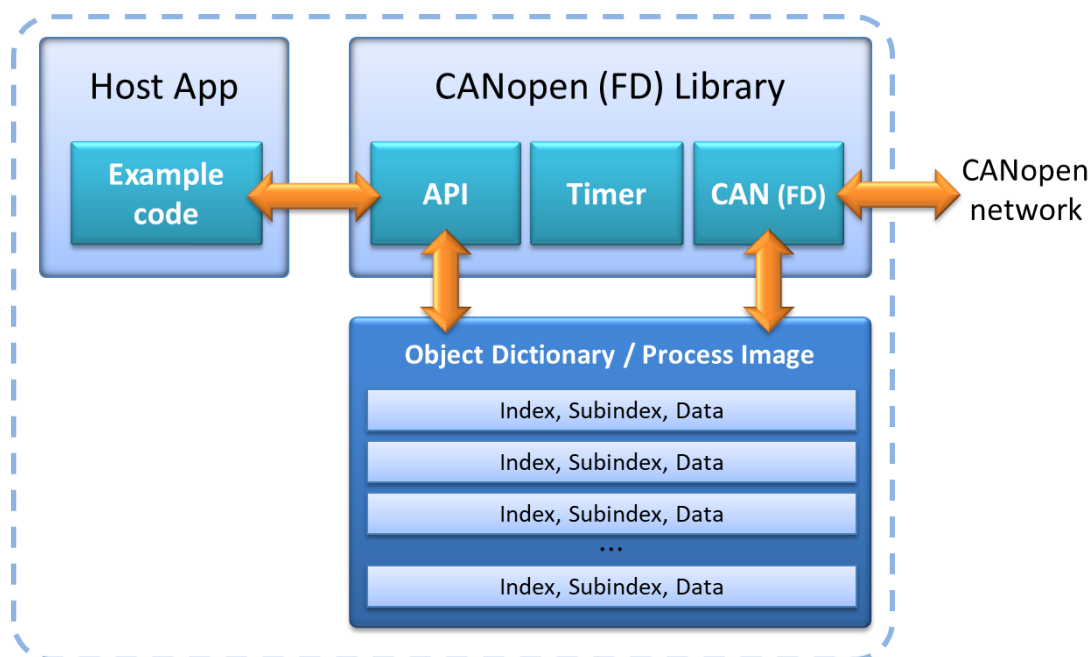 Host App
CANopen (FD) Library
Example
code
API
Timer
CAN (FD)
CANopen
network
Object Dictionary / Process Image
Index, Subindex, Data
Index, Subindex, Data
Index, Subindex, Data
...
Index, Subindex, Data